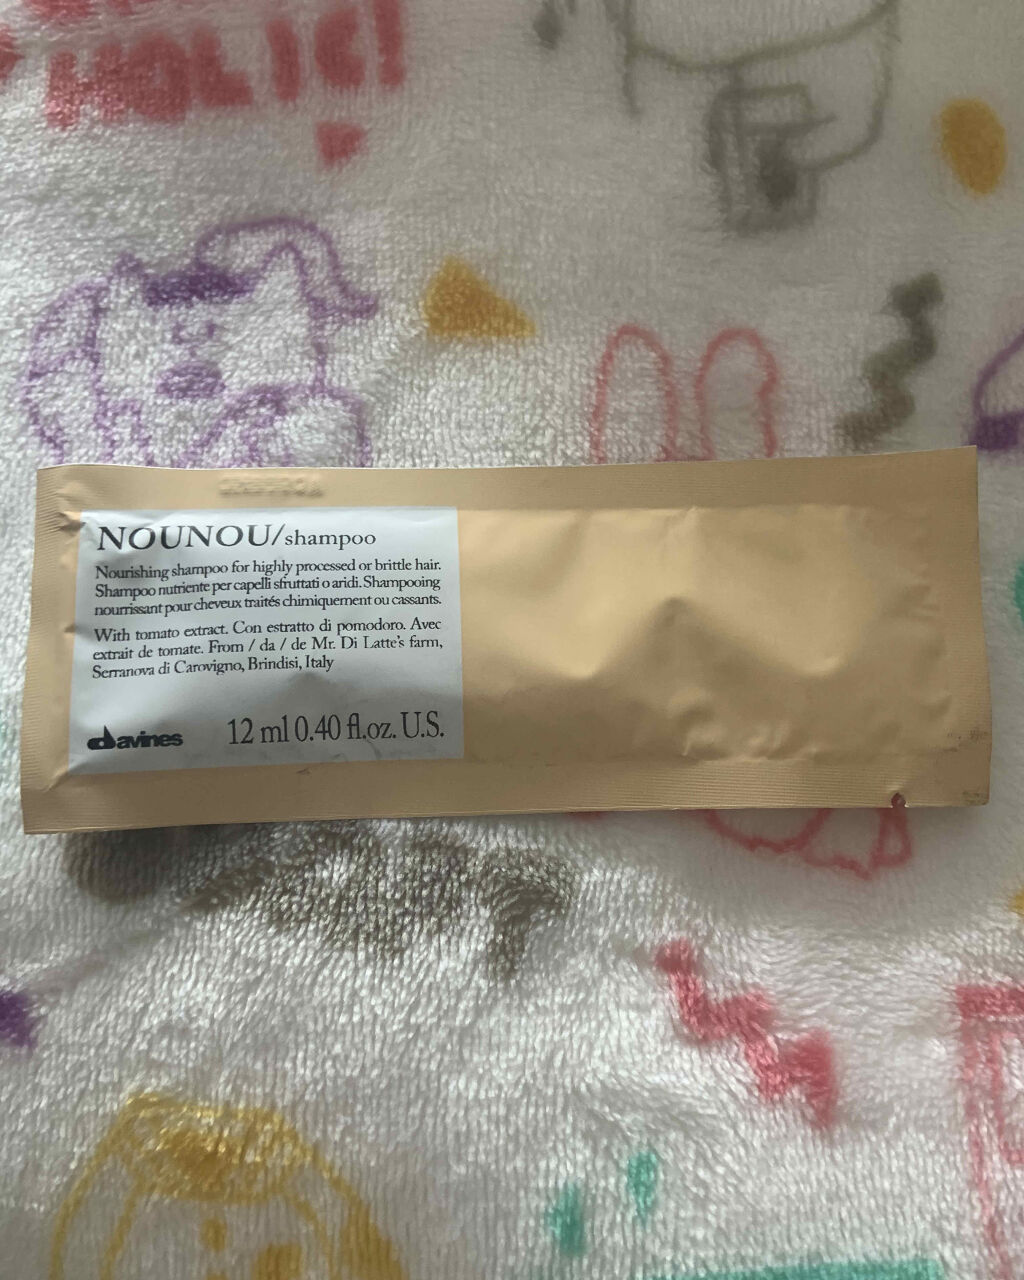 HOLIC!
NOUNOU/shampoo
Nourishing shampoo for highly processed or brittle hair.
Shampoo nutriente per capelli sfruttati o aridi. Shampooing
nourrissant pour cheveux traités chimiquement ou cassants.
With tomato extract. Con estratto di pomodoro. Avec
extrait de tomate. From / da / de Mr. Di Latte's farm,
Serranova di Carovigno, Brindisi, Italy
davines
12 ml 0.40 fl.oz. U.S.